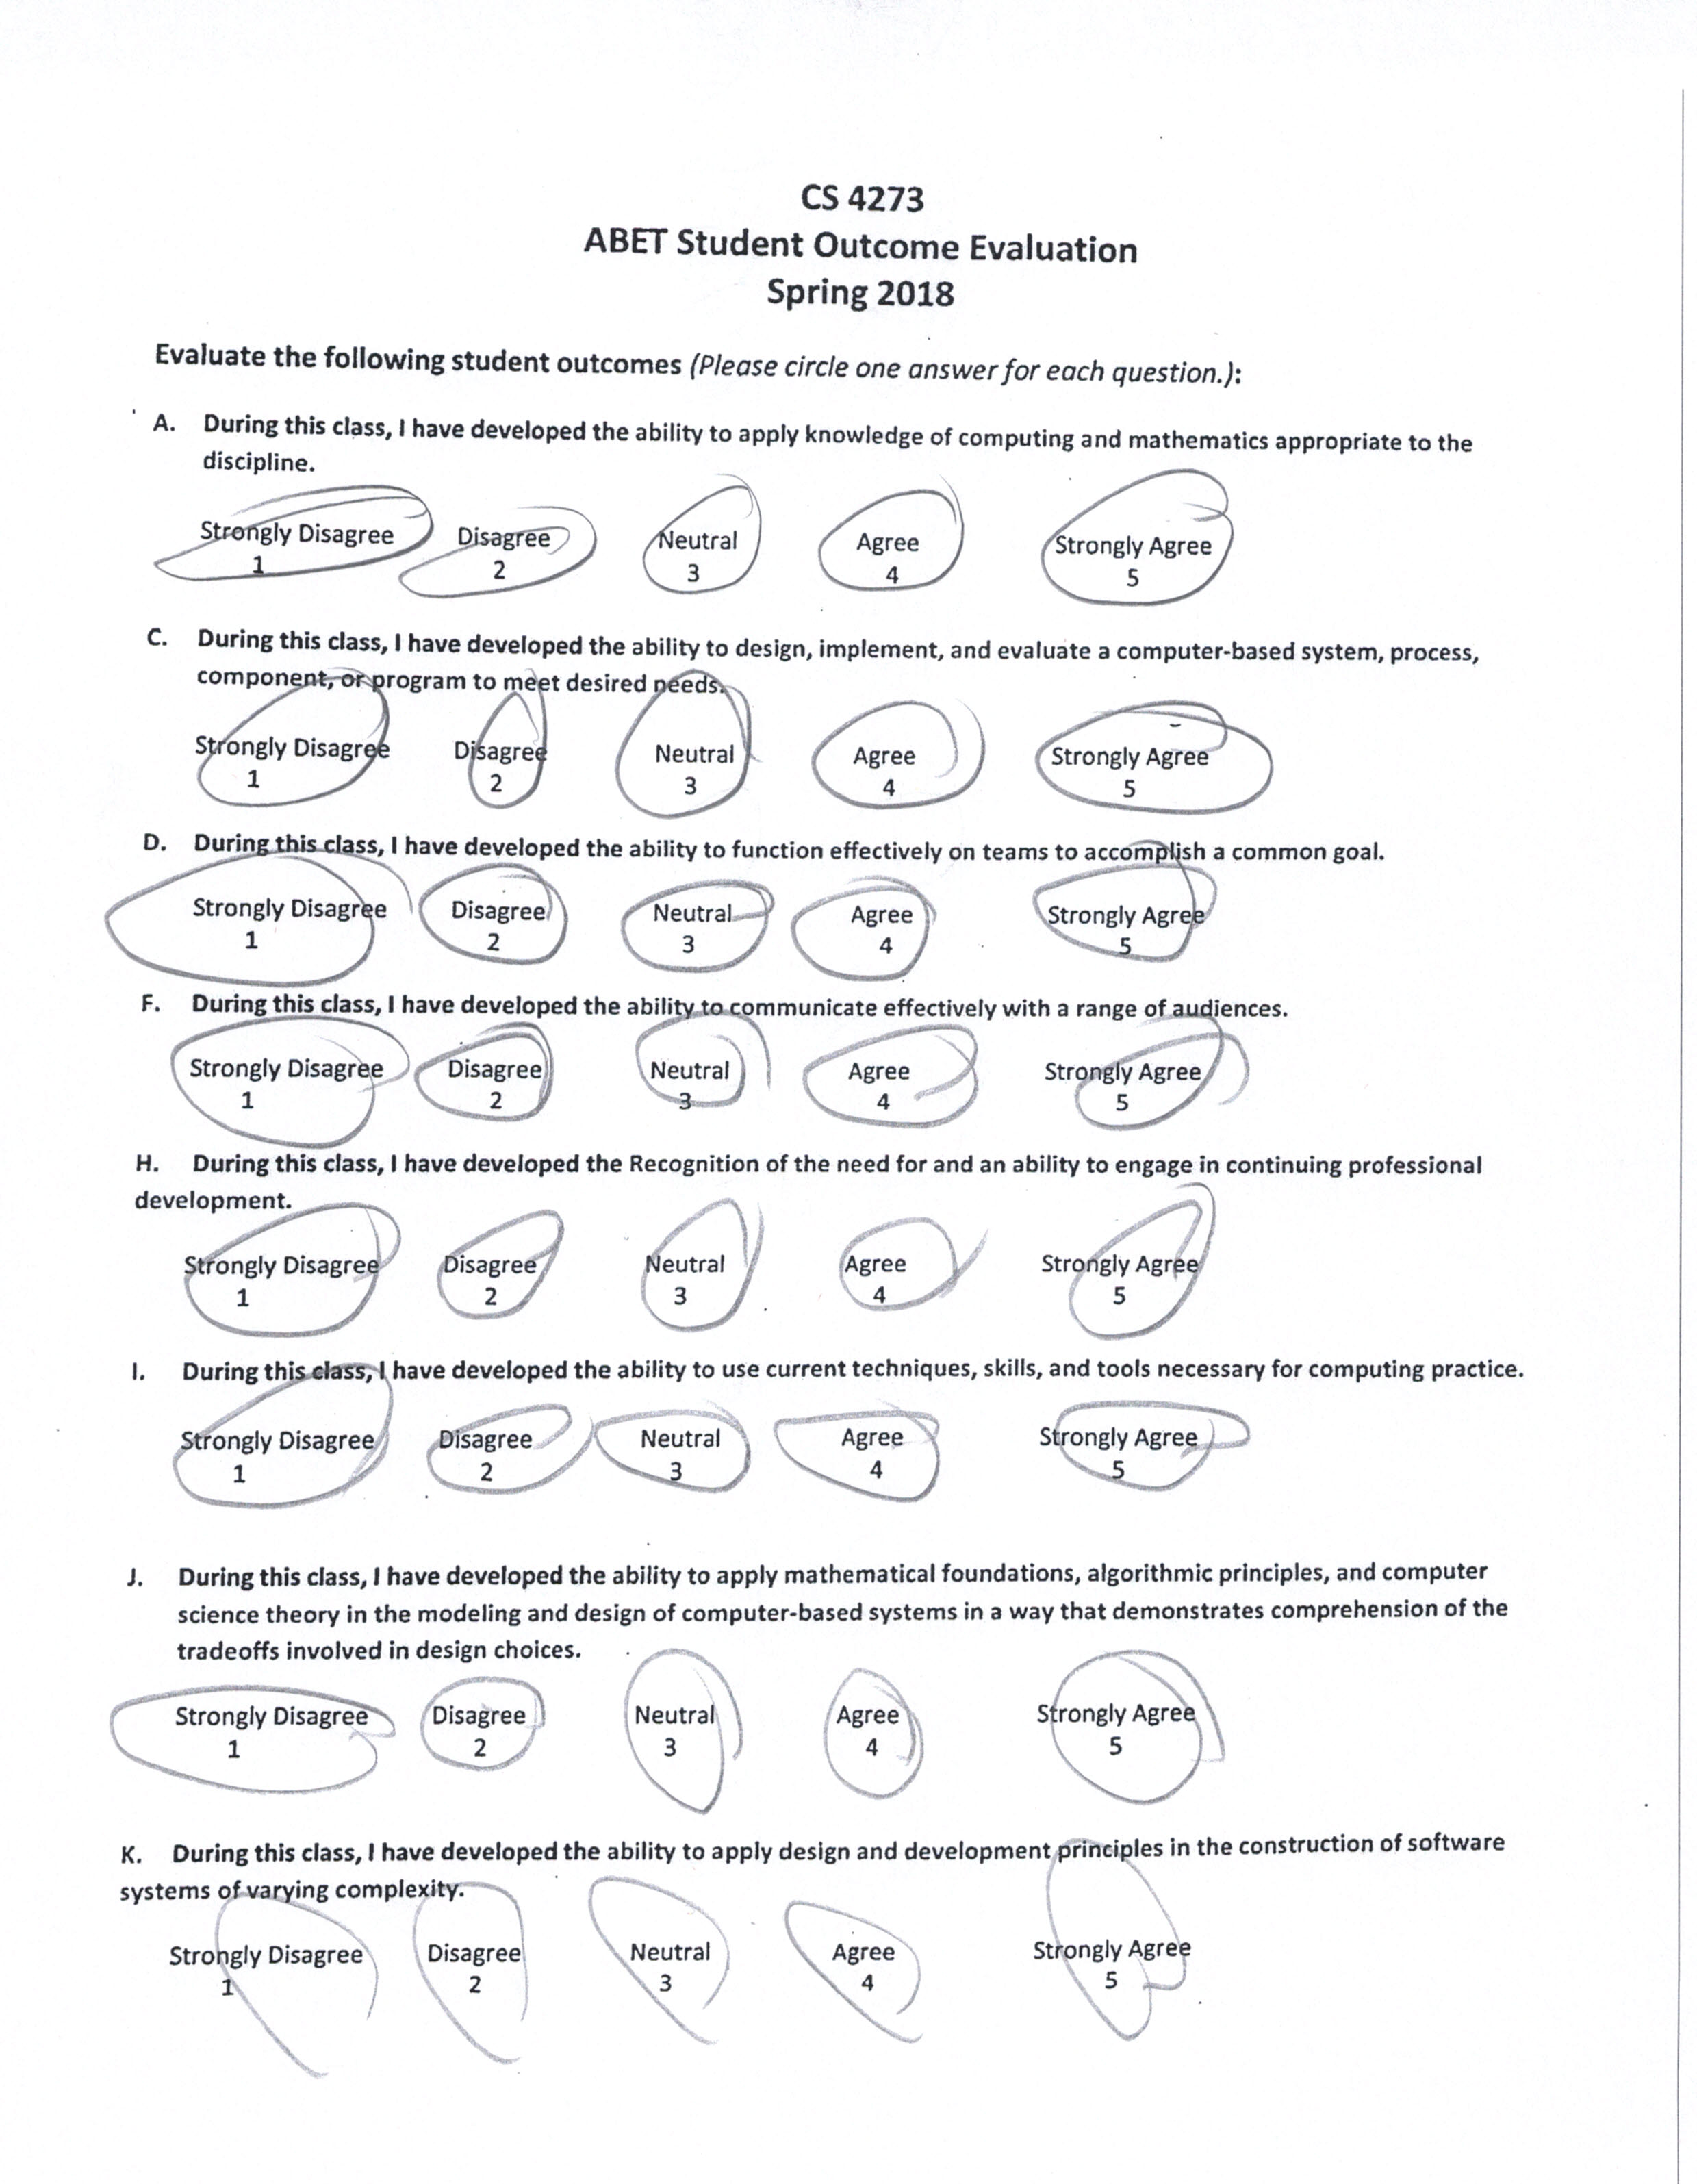 CS 4273
ABET Student Outcome Evaluation
Spring 2018
Evaluate the following student outcomes (Please circle one answer for each question.):
A. During this class, I have developed the ability to apply knowledge of computing and mathematics appropriate to the
discipline.
Strongly Disagree Disagree Neutral Agree Strongly Agree
1 2 3 4 5
C. During this class, I have developed the ability to design, implement, and evaluate a computer-based system, process,
component, or program to meet desired needs.
Strongly Disagree Disagree Neutral Agree Strongly Agree
1 2 3 4 5
D. During this class, I have developed the ability to function effectively on teams to accomplish a common goal.
Strongly Disagree Disagree Neutral Agree Strongly Agree
1 2 3 4 5
F. During this class, I have developed the ability to communicate effectively with a range of audiences.
Strongly Disagree Disagree Neutral Agree Strongly Agree
1 2 3 4 5
H. During this class, I have developed the Recognition of the need for and an ability to engage in continuing professional
development.
Strongly Disagree Disagree Neutral Agree Strongly Agree
1 2 3 4 5
I. During this class, I have developed the ability to use current techniques, skills, and tools necessary for computing practice.
Strongly Disagree Disagree Neutral Agree Strongly Agree
1 2 3 4 5
J. During this class, I have developed the ability to apply mathematical foundations, algorithmic principles, and computer
science theory in the modeling and design of computer-based systems in a way that demonstrates comprehension of the
tradeoffs involved in design choices.
Strongly Disagree Disagree Neutral Agree Strongly Agree
1 2 3 4 5
K. During this class, I have developed the ability to apply design and development principles in the construction of software
systems of varying complexity.
Strongly Disagree Disagree Neutral Agree Strongly Agree
1 2 3 4 5